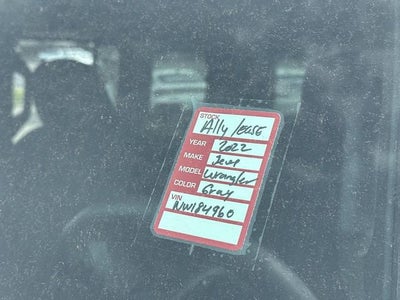 STOCK
Ally lease
YEAR 2022
MAKE Jeep
MODEL Wrangler
COLOR Gray
VIN
NW184960